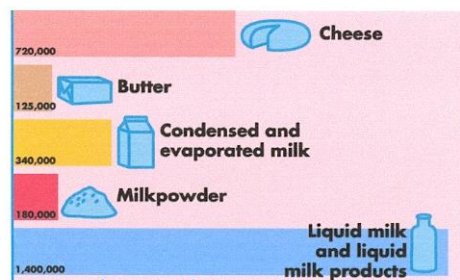 Cheese
720,000
Butter
125,000
Condensed and
evaporated milk
340,000
Milkpowder
180,000
Liquid milk
and liquid
milk products
1,400,000